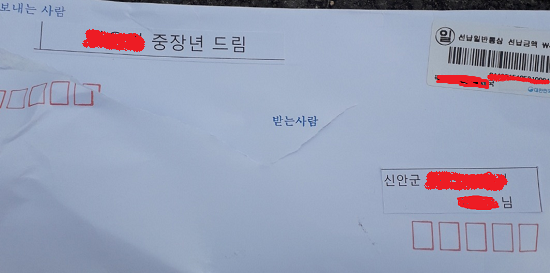 보내는 사람
중장년 드림
선납일반통상 선납금액
받는사람
신안군
님